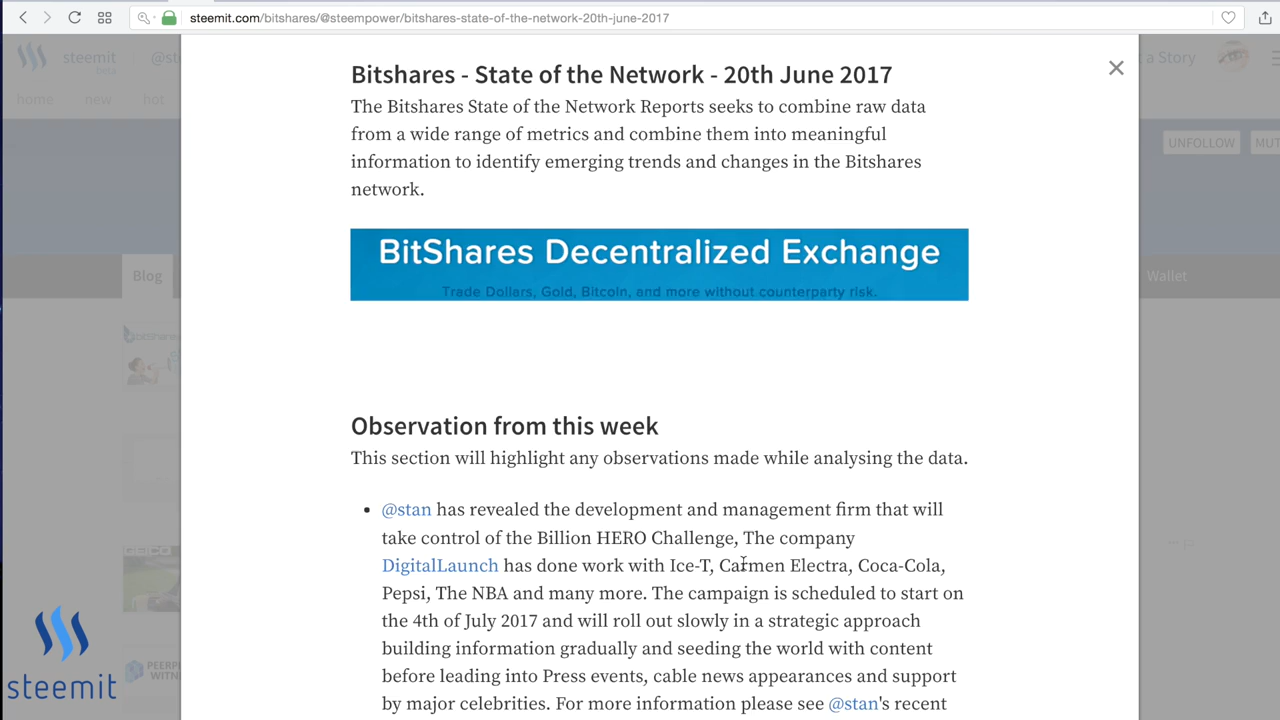 steemit.com/bitshares/@steempower/bitshares-state-of-the-network-20th-june-2017
steemit
beta
@st
t a Story
home
new
hot
UNFOLLOW
MUT
Blog
Wallet
Bitshares - State of the Network - 20th June 2017
The Bitshares State of the Network Reports seeks to combine raw data
from a wide range of metrics and combine them into meaningful
information to identify emerging trends and changes in the Bitshares
network.
BitShares Decentralized Exchange
Trade Dollars, Gold, Bitcoin, and more without counterparty risk.
Observation from this week
This section will highlight any observations made while analysing the data.
• @stan has revealed the development and management firm that will
take control of the Billion HERO Challenge, The company
DigitalLaunch has done work with Ice-T, Carmen Electra, Coca-Cola,
Pepsi, The NBA and many more. The campaign is scheduled to start on
the 4th of July 2017 and will roll out slowly in a strategic approach
building information gradually and seeding the world with content
before leading into Press events, cable news appearances and support
by major celebrities. For more information please see @stan's recent
bitshares
GEICO
PEERPL
WITN
steemit